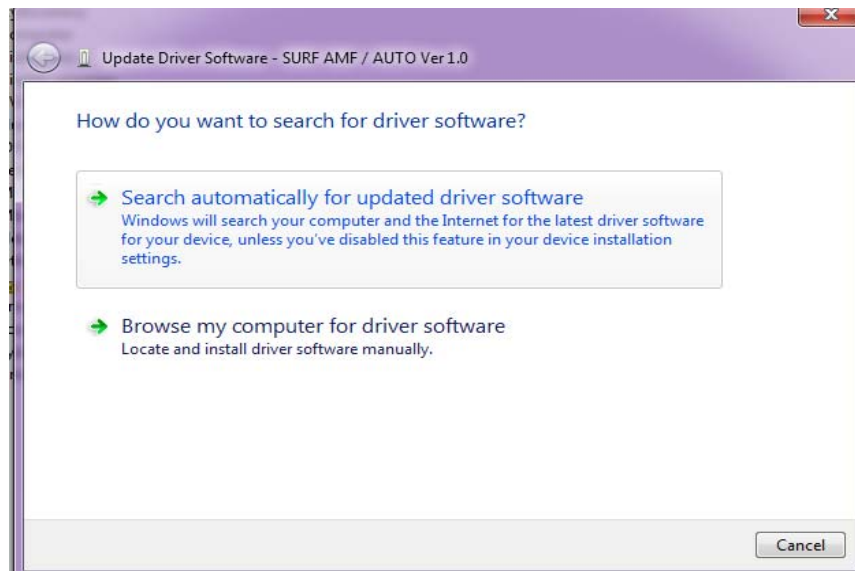 Update Driver Software - SURF AMF / AUTO Ver 1.0
How do you want to search for driver software?
Search automatically for updated driver software
Windows will search your computer and the Internet for the latest driver software
for your device, unless you've disabled this feature in your device installation
settings.
Browse my computer for driver software
Locate and install driver software manually.
Cancel